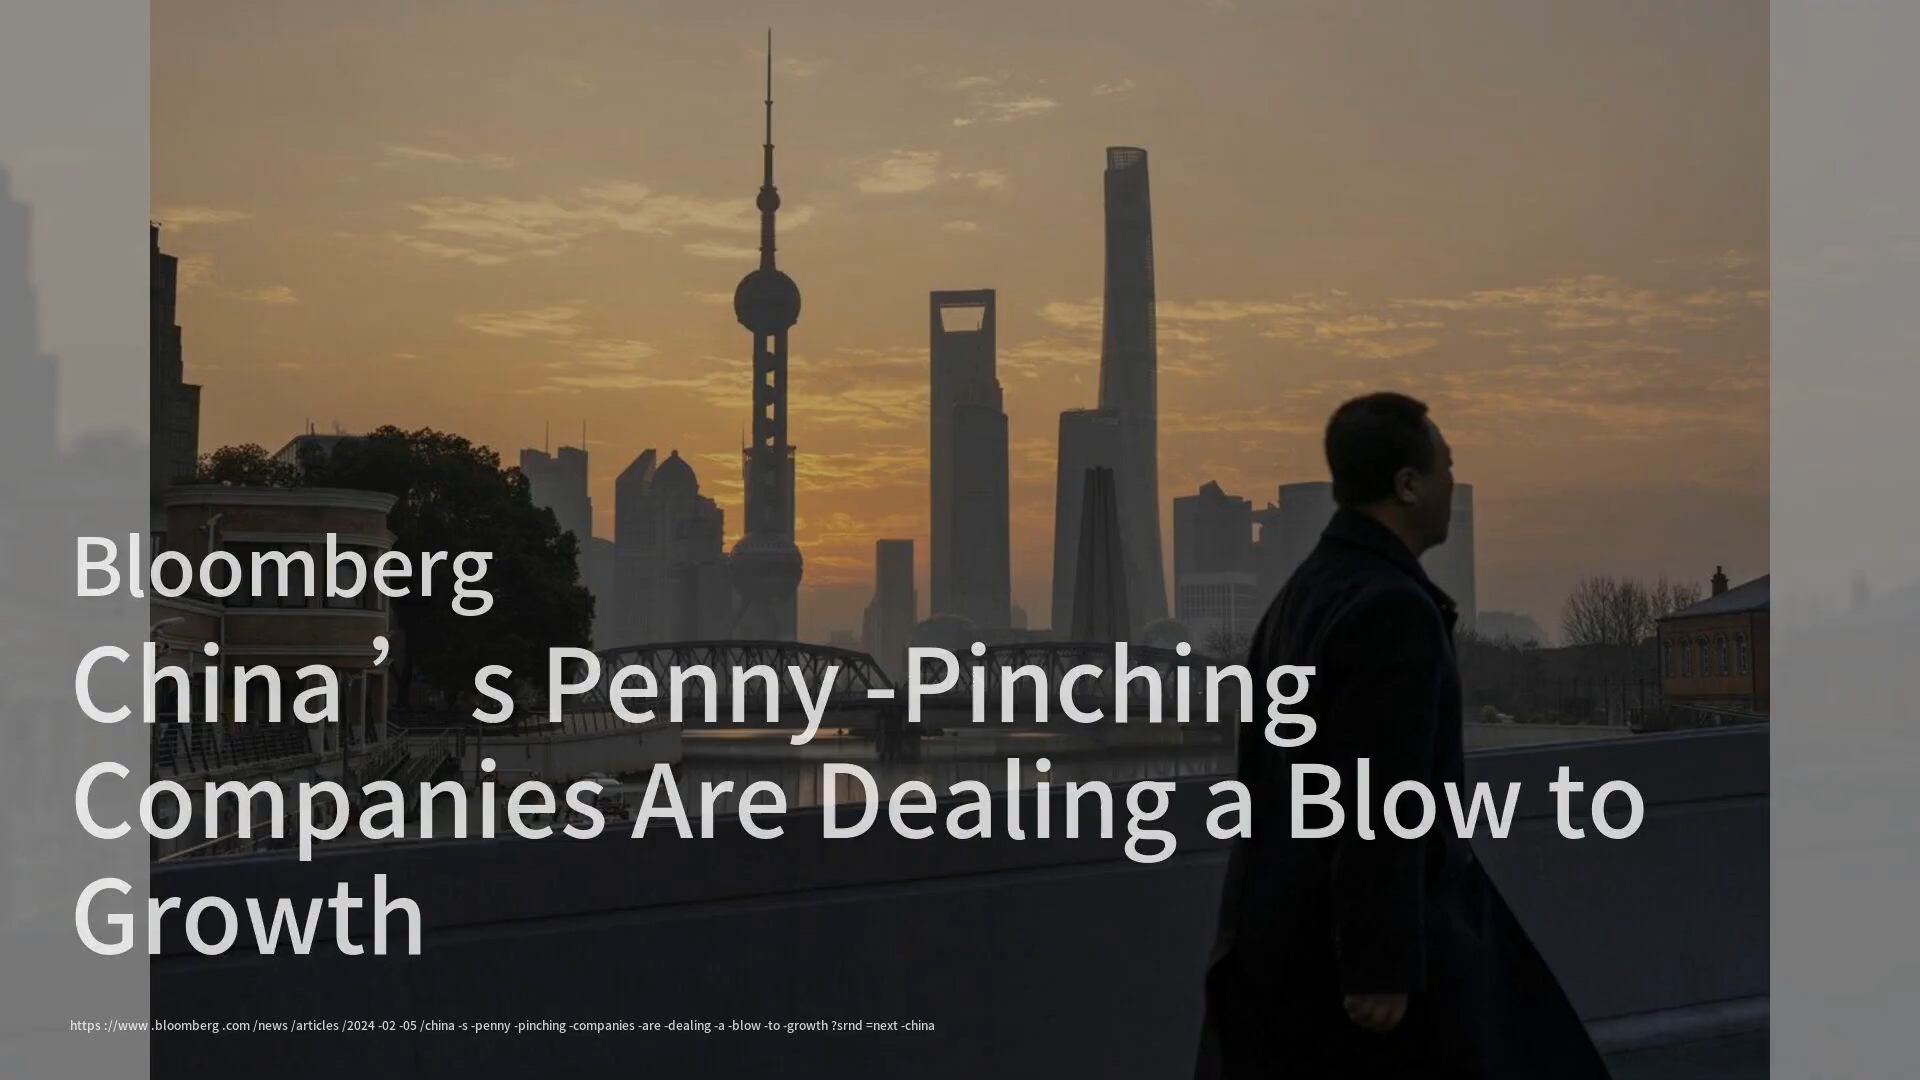 Bloomberg
China’s Penny -Pinching
Companies Are Dealing a Blow to
Growth
https ://www .bloomberg .com /news /articles /2024 -02 -05 /china -s -penny -pinching -companies -are -dealing -a -blow -to -growth ?srnd =next -china